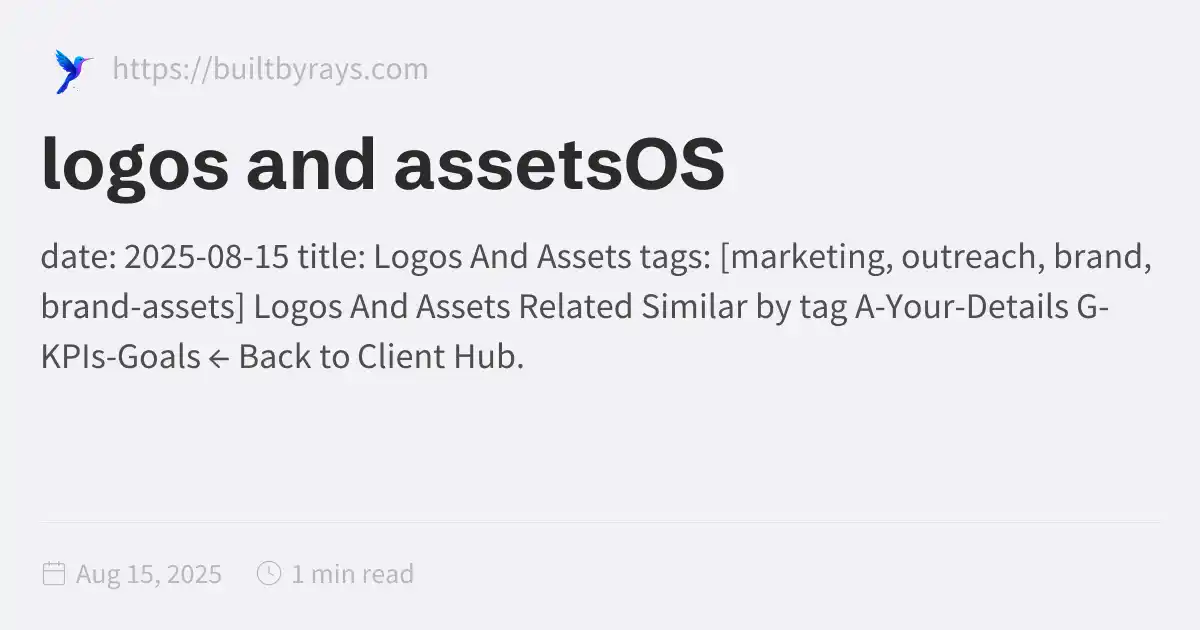 https://builtbyrays.com
logos and assetsOS
date: 2025-08-15 title: Logos And Assets tags: [marketing, outreach, brand,
brand-assets] Logos And Assets Related Similar by tag A-Your-Details G-
KPIs-Goals ← Back to Client Hub.
Aug 15, 2025 1 min read